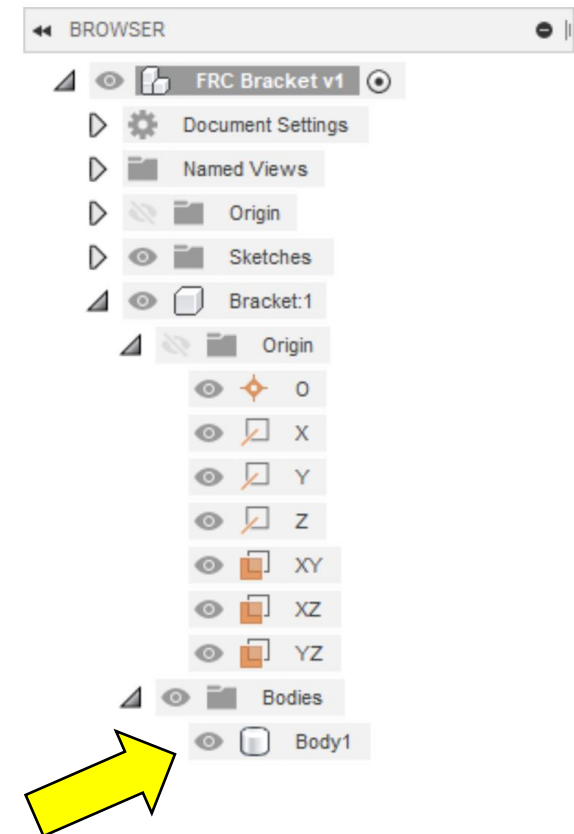 BROWSER
FRC Bracket v1
Document Settings
Named Views
Origin
Sketches
Bracket:1
Origin
O
X
Y
Z
XY
XZ
YZ
Bodies
Body1